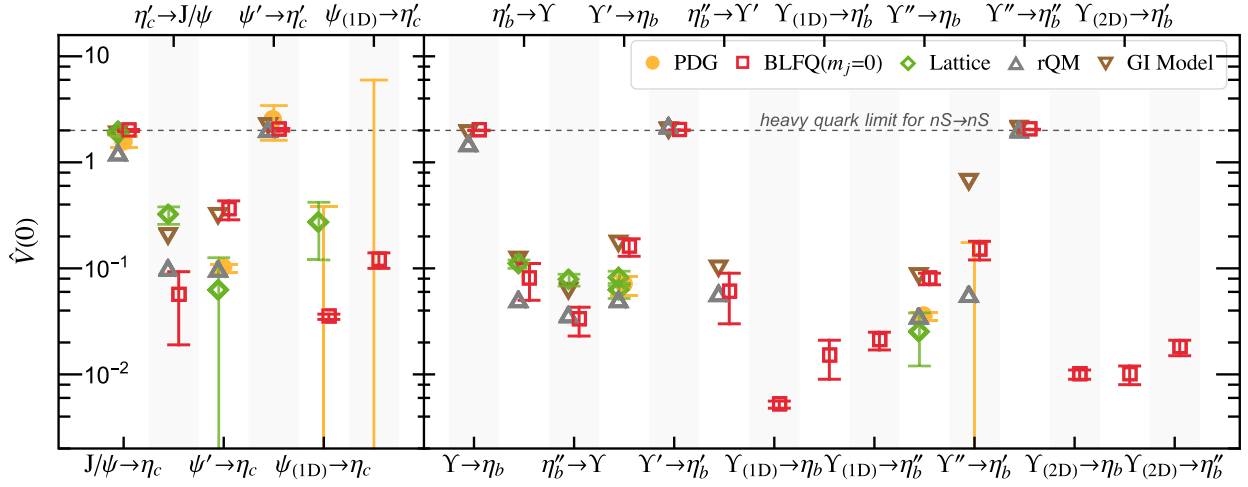 η′c→J/ψ ψ′→η′c ψ(1D)→η′c η′b→Υ Υ′→ηb η″b→Υ′ Υ(1D)→η′b Υ″→ηb Υ″→η″b Υ(2D)→η′b
10
PDG BLFQ(mj=0) Lattice rQM GI Model
heavy quark limit for nS→nS
1
V̂(0)
10⁻¹
10⁻²
J/ψ→ηc ψ′→ηc ψ(1D)→ηc Υ→ηb η″b→Υ Υ′→η′b Υ(1D)→ηb Υ(1D)→η″b Υ″→η′b Υ(2D)→ηb Υ(2D)→η″b